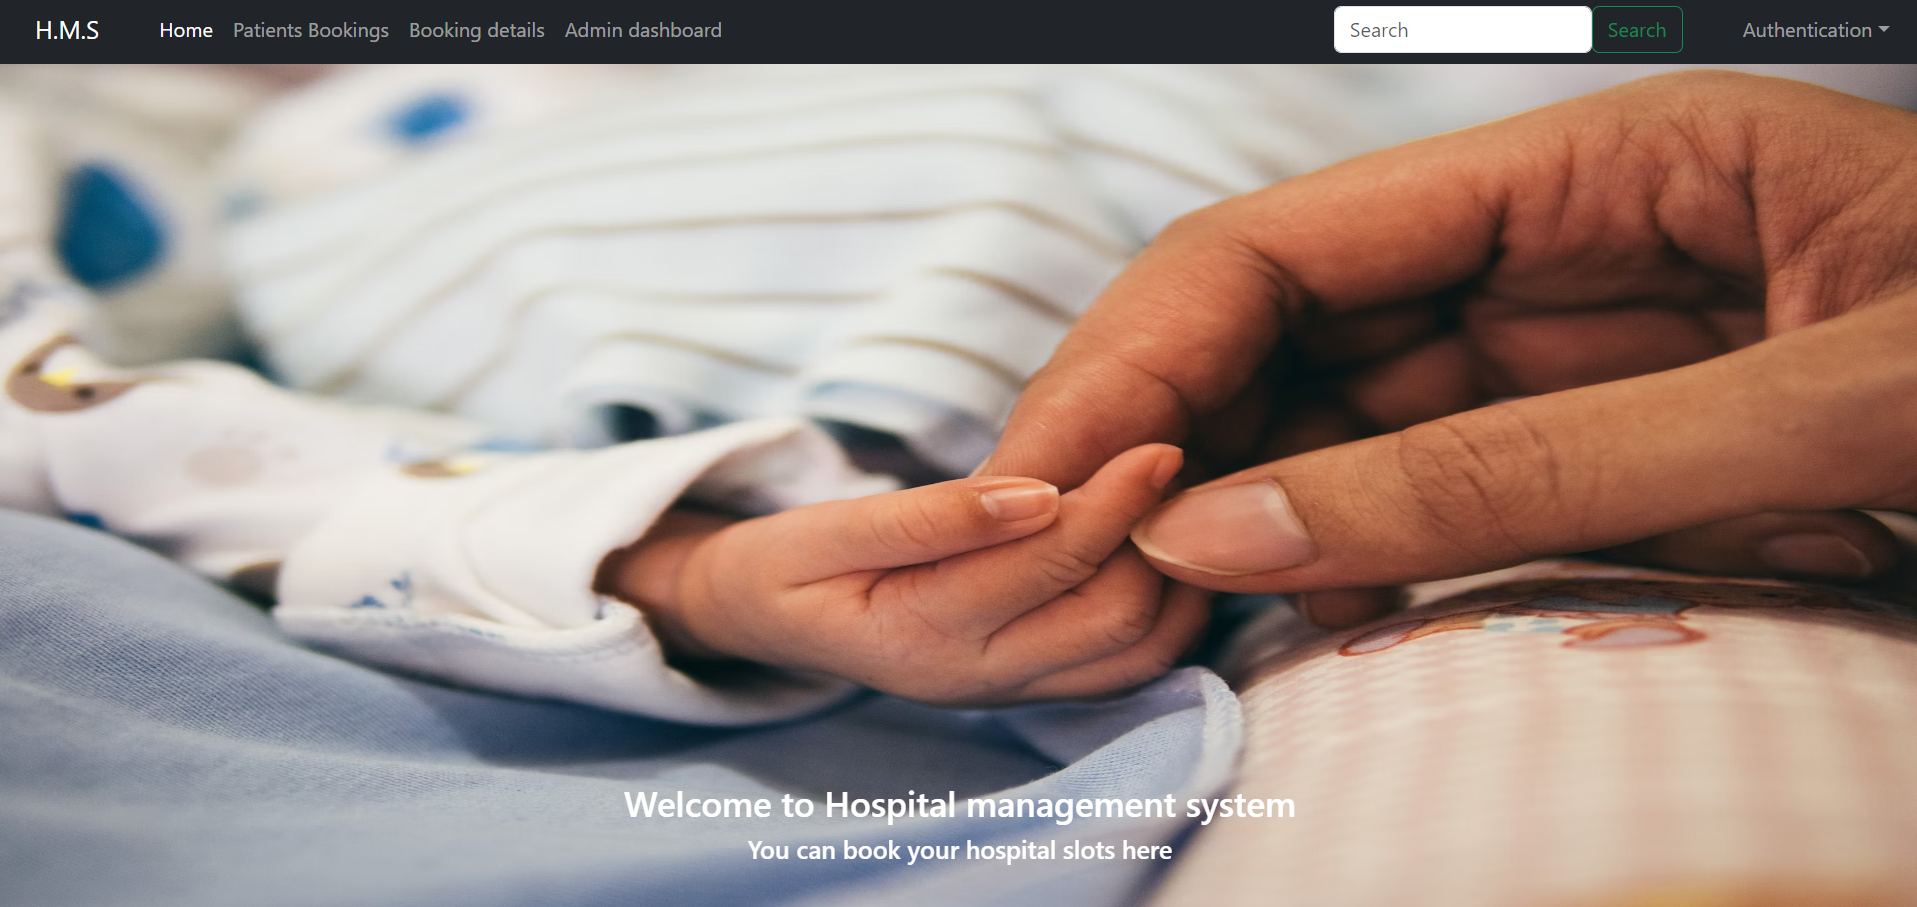 H.M.S Home Patients Bookings Booking details Admin dashboard Search Search Authentication
Welcome to Hospital management system
You can book your hospital slots here